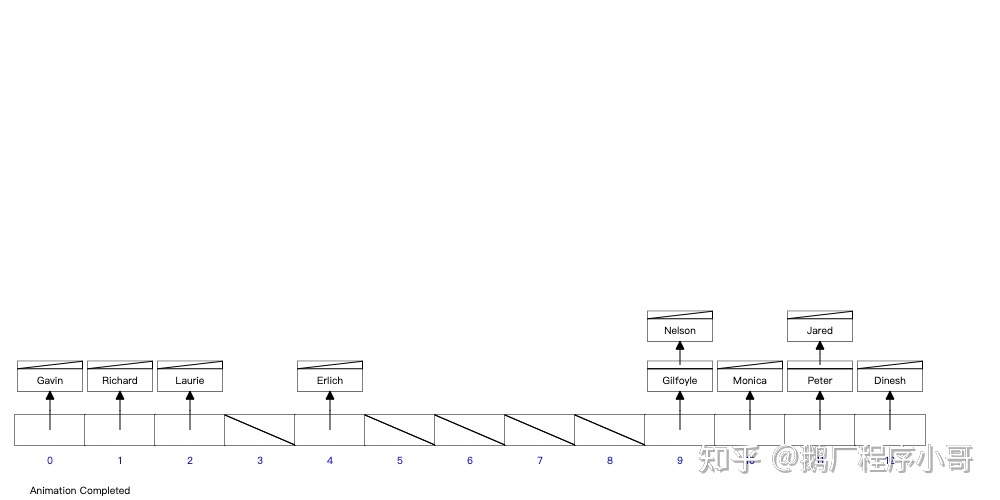 Nelson Jared
Gavin Richard Laurie Erlich Gilfoyle Monica Peter Dinesh
0 1 2 3 4 5 6 7 8 9
知乎 @鹅厂程序小哥
Animation Completed